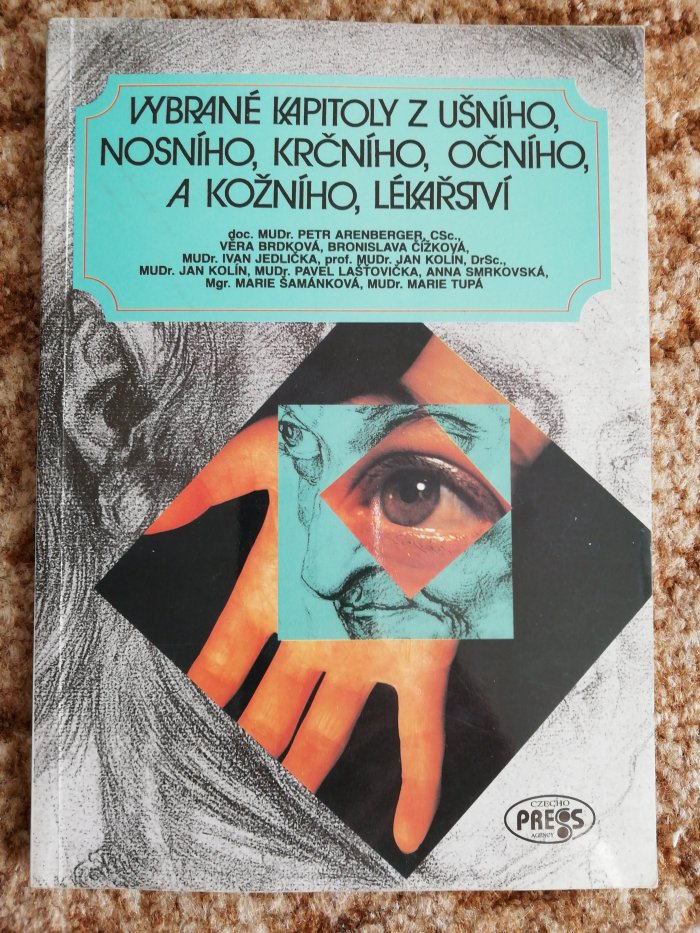 VYBRANÉ KAPITOLY Z UŠNÍHO,
NOSNÍHO, KRČNÍHO, OČNÍHO,
A KOŽNÍHO, LÉKAŘSTVÍ
doc. MUDr. PETR ARENBERGER, CSc.,
VĚRA BRDKOVÁ, BRONISLAVA ČÍŽKOVÁ,
MUDr. IVAN JEDLIČKA, prof. MUDr. JAN KOLÍN, DrSc.,
MUDr. JAN KOLÍN, MUDr. PAVEL LAŠŤOVIČKA, ANNA SMRKOVSKÁ,
Mgr. MARIE ŠAMÁNKOVÁ, MUDr. MARIE TUPÁ
CZECHO
PRESS
AGENCY